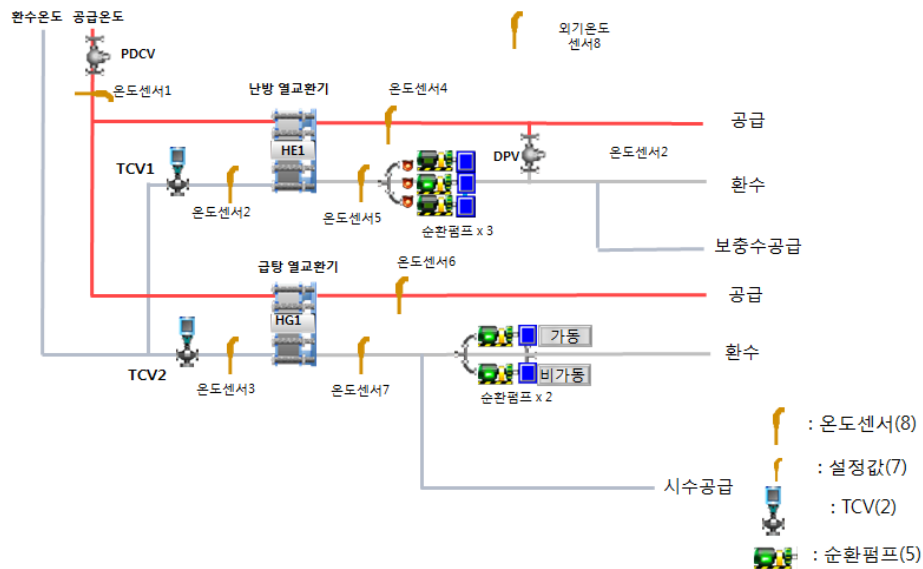 환수온도 공급온도
PDCV
외기온도
센서8
온도센서1
난방 열교환기
온도센서4
공급
HE1
DPV
온도센서2
TCV1
환수
온도센서2
온도센서5
순환펌프 x 3
보충수공급
급탕 열교환기
온도센서6
공급
HG1
가동
환수
TCV2
온도센서3
온도센서7
비가동
순환펌프 x 2
: 온도센서(8)
: 설정값(7)
시수공급
: TCV(2)
: 순환펌프(5)